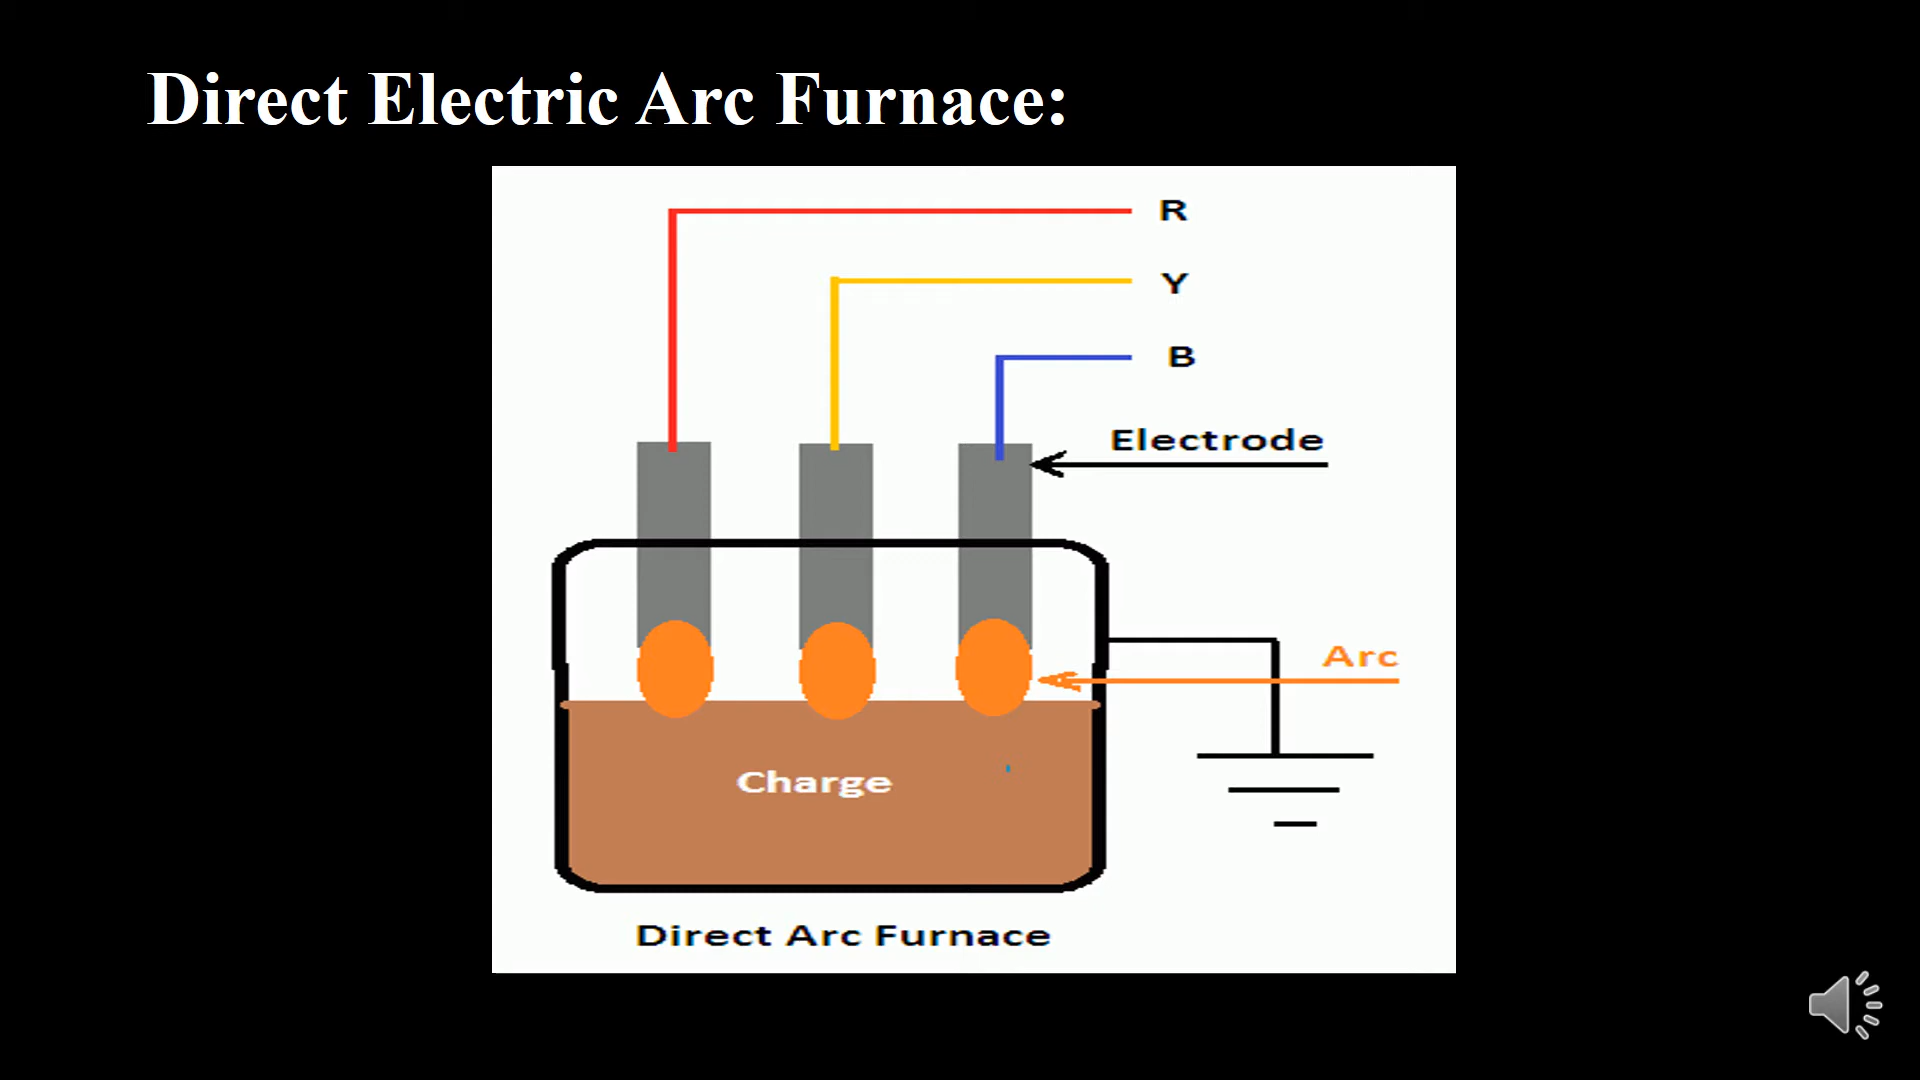 Direct Electric Arc Furnace:
R
Y
B
Electrode
Arc
Charge
Direct Arc Furnace